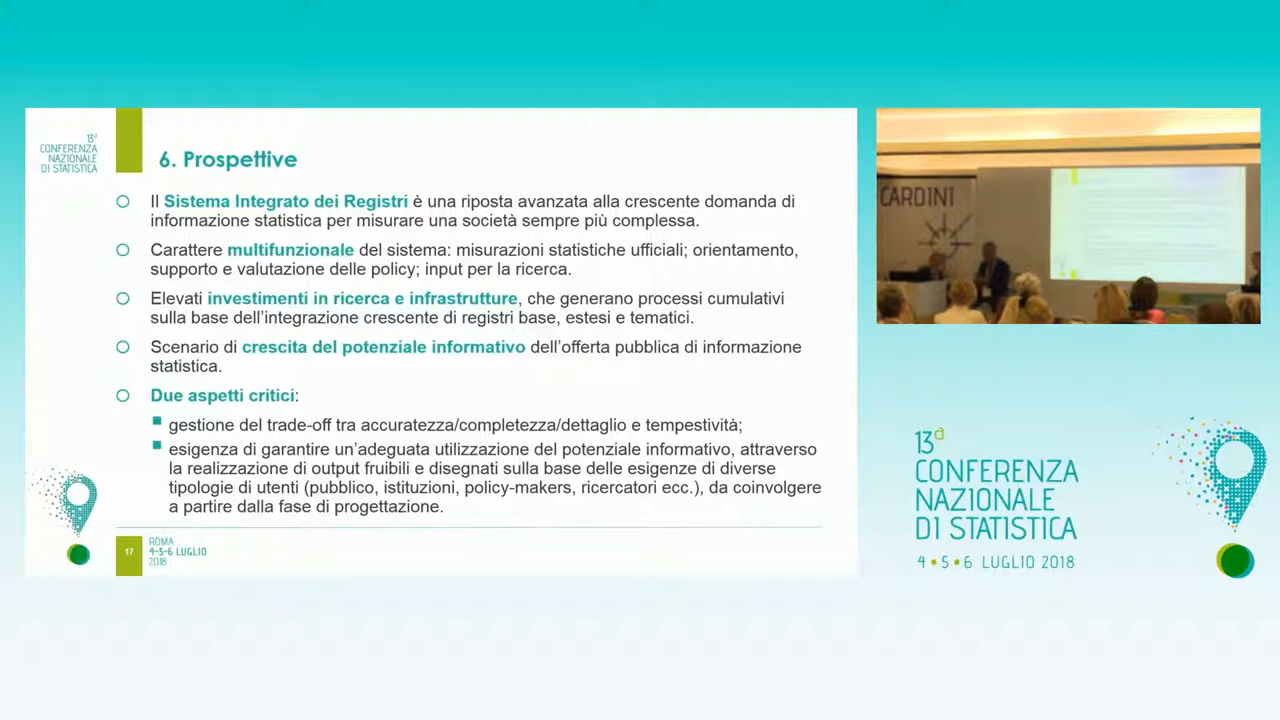 13a
CONFERENZA
NAZIONALE
DI STATISTICA
6. Prospettive
Il Sistema Integrato dei Registri è una riposta avanzata alla crescente domanda di
informazione statistica per misurare una società sempre più complessa.
Carattere multifunzionale del sistema: misurazioni statistiche ufficiali; orientamento,
supporto e valutazione delle policy; input per la ricerca.
Elevati investimenti in ricerca e infrastrutture, che generano processi cumulativi
sulla base dell’integrazione crescente di registri base, estesi e tematici.
Scenario di crescita del potenziale informativo dell’offerta pubblica di informazione
statistica.
Due aspetti critici:
gestione del trade-off tra accuratezza/completezza/dettaglio e tempestività;
esigenza di garantire un’adeguata utilizzazione del potenziale informativo, attraverso
la realizzazione di output fruibili e disegnati sulla base delle esigenze di diverse
tipologie di utenti (pubblico, istituzioni, policy-makers, ricercatori ecc.), da coinvolgere
a partire dalla fase di progettazione.
17
ROMA
4-5-6 LUGLIO
2018
CARDINI
13a
CONFERENZA
NAZIONALE
DI STATISTICA
4•5•6 LUGLIO 2018